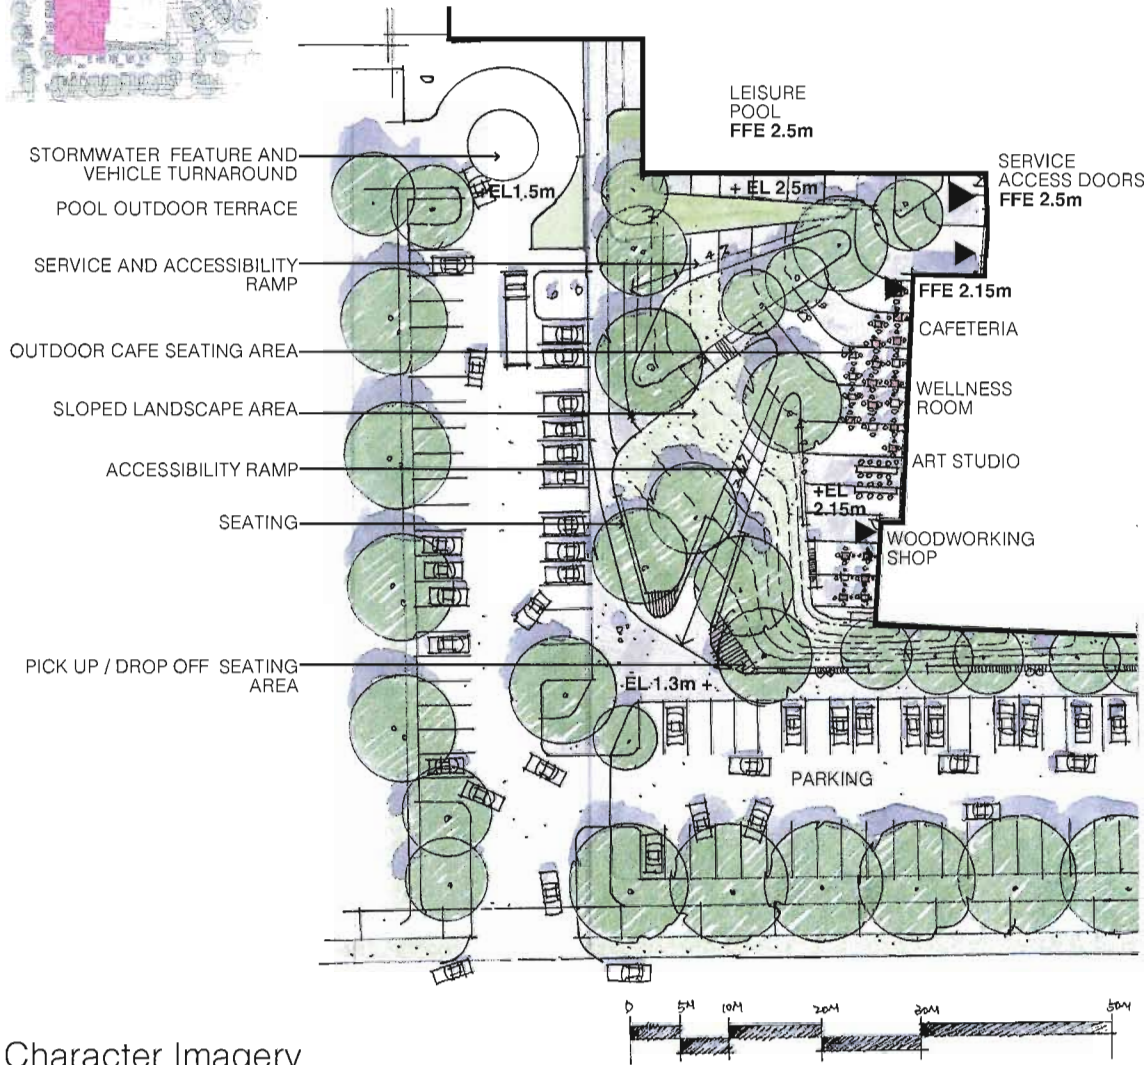 LEISURE
POOL
FFE 2.5m
STORMWATER FEATURE AND
VEHICLE TURNAROUND
SERVICE
ACCESS DOORS
FFE 2.5m
+EL1.5m
+ EL 2.5m
POOL OUTDOOR TERRACE
SERVICE AND ACCESSIBILITY
RAMP
FFE 2.15m
CAFETERIA
OUTDOOR CAFE SEATING AREA
WELLNESS
ROOM
SLOPED LANDSCAPE AREA
ART STUDIO
ACCESSIBILITY RAMP
+EL
2.15m
SEATING
WOODWORKING
SHOP
PICK UP / DROP OFF SEATING
AREA
EL 1.3m +
PARKING
0 5M 10M 20M 30M 50M
Character Imagery